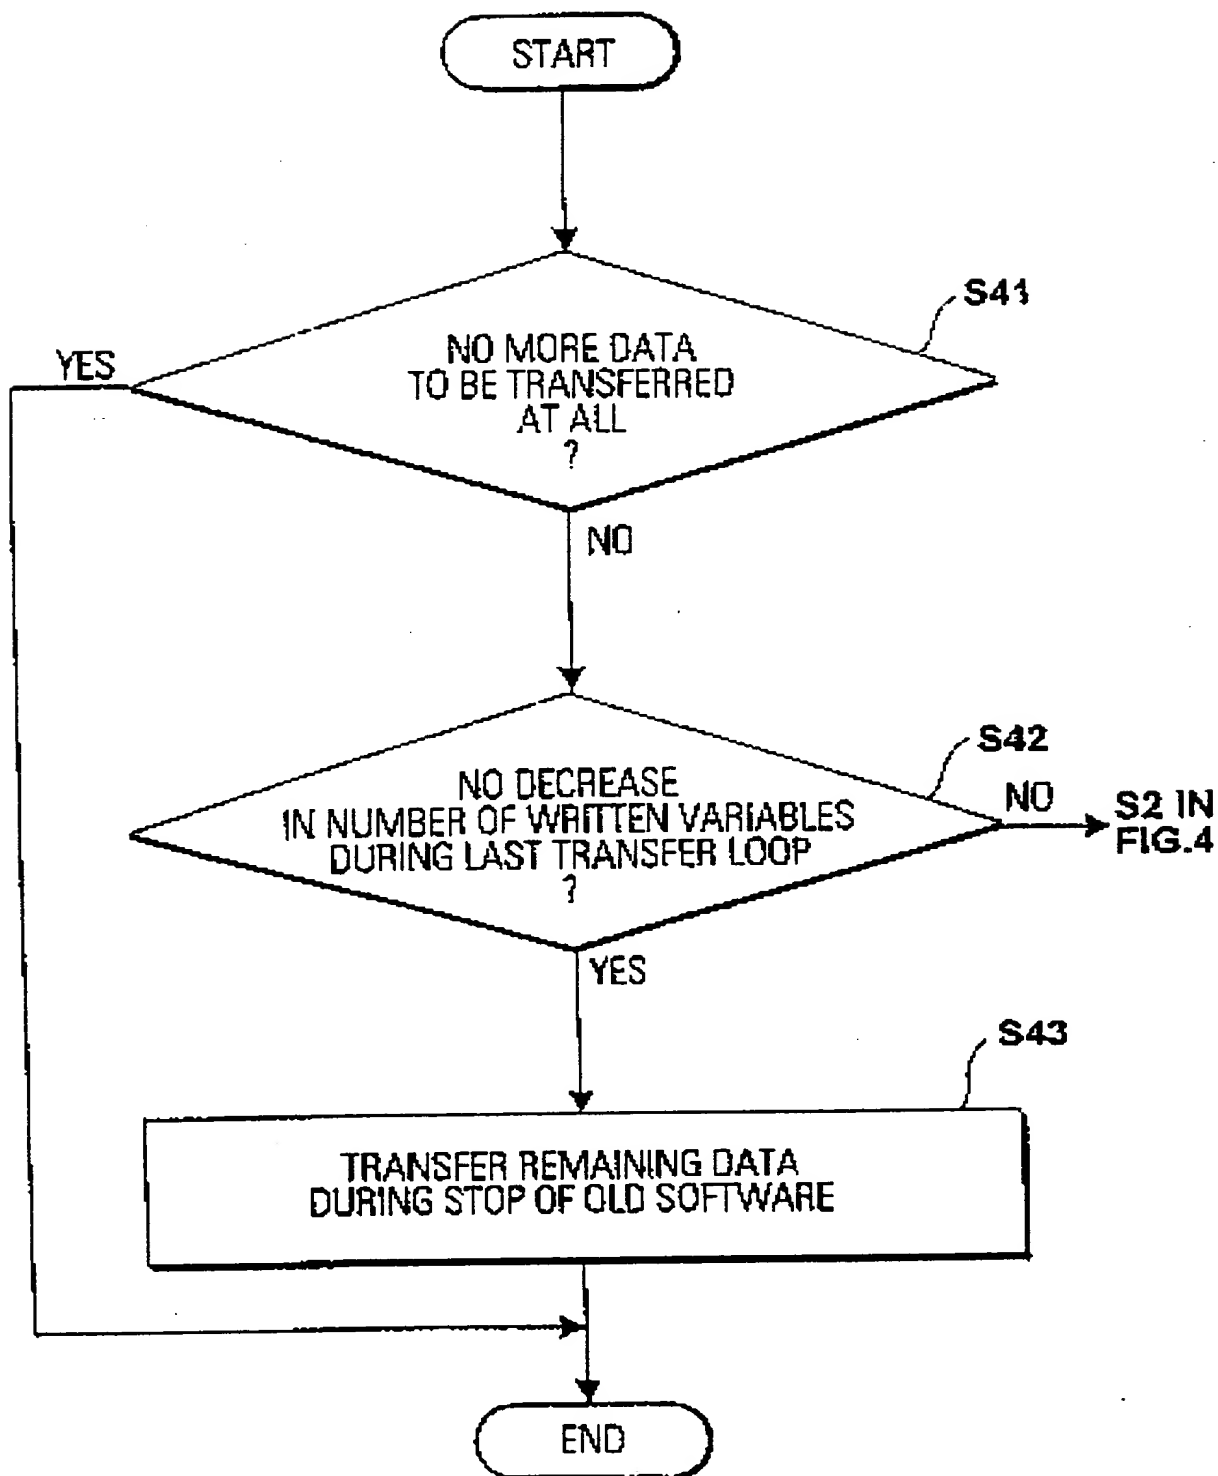 START
S41
NO MORE DATA
TO BE TRANSFERRED
AT ALL
?
YES
NO
S42
NO DECREASE
IN NUMBER OF WRITTEN VARIABLES
DURING LAST TRANSFER LOOP
?
NO
S2 IN
FIG.4
YES
S43
TRANSFER REMAINING DATA
DURING STOP OF OLD SOFTWARE
END